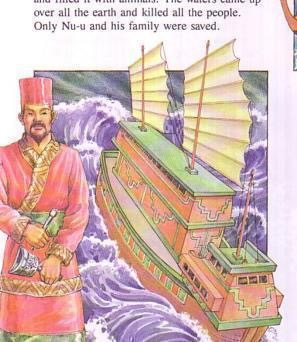 and filled it with animals. The waters came up
over all the earth and killed all the people.
Only Nu-u and his family were saved.